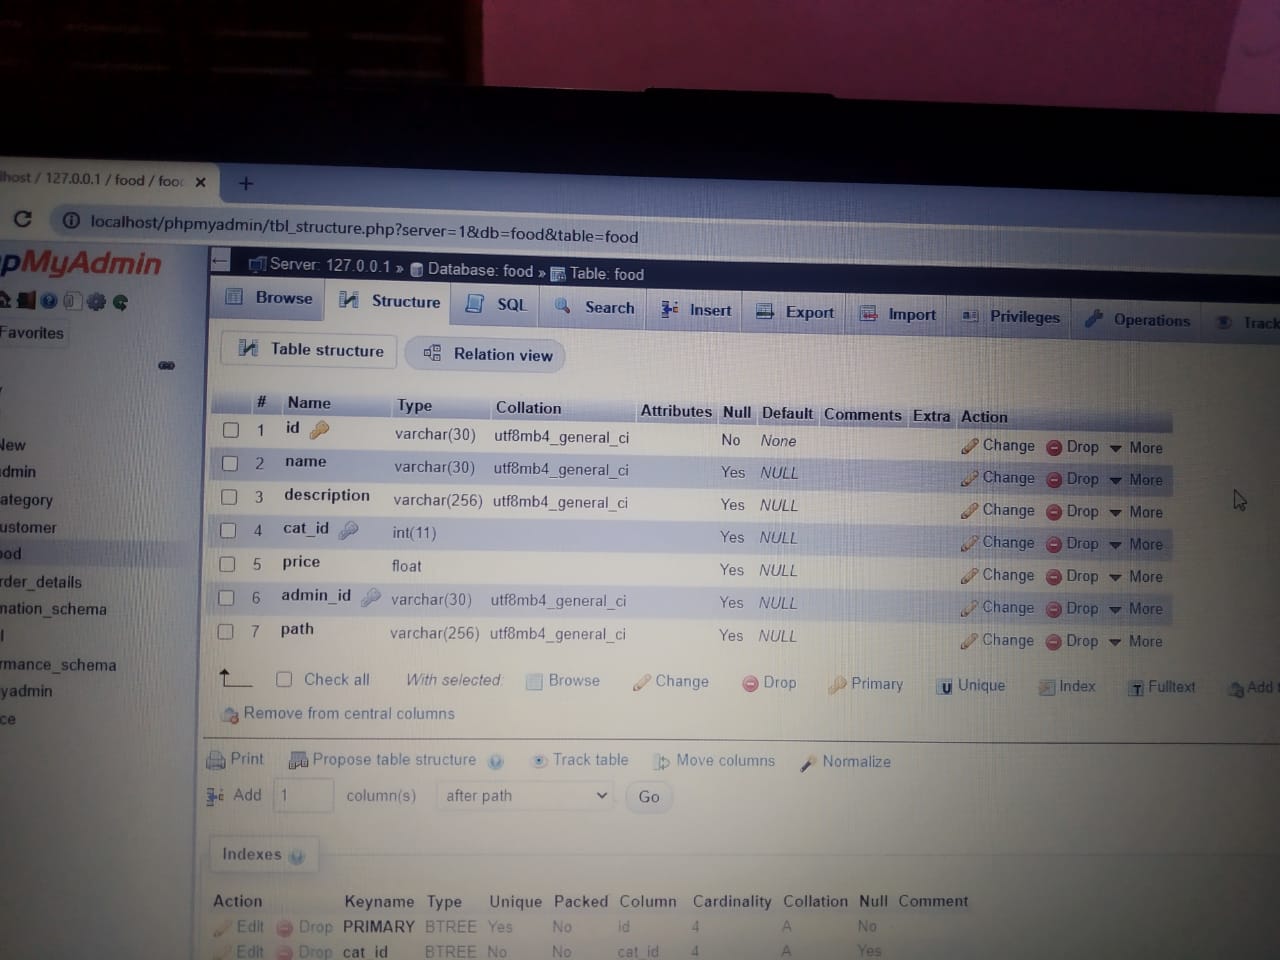 lhost / 127.0.0.1 / food / food
localhost/phpmyadmin/tbl_structure.php?server=1&db=food&table=food
pMyAdmin
Server: 127.0.0.1 » Database: food » Table: food
Browse Structure SQL Search Insert Export Import Privileges Operations Track
Favorites
Table structure Relation view
# Name Type Collation Attributes Null Default Comments Extra Action
1 id varchar(30) utf8mb4_general_ci No None Change Drop More
2 name varchar(30) utf8mb4_general_ci Yes NULL Change Drop More
3 description varchar(256) utf8mb4_general_ci Yes NULL Change Drop More
4 cat_id int(11) Yes NULL Change Drop More
5 price float Yes NULL Change Drop More
6 admin_id varchar(30) utf8mb4_general_ci Yes NULL Change Drop More
7 path varchar(256) utf8mb4_general_ci Yes NULL Change Drop More
New
dmin
ategory
ustomer
ood
rder_details
mation_schema
l
rmance_schema
yadmin
ce
Check all With selected: Browse Change Drop Primary Unique Index Fulltext Add t
Remove from central columns
Print Propose table structure Track table Move columns Normalize
Add 1 column(s) after path Go
Indexes
Action Keyname Type Unique Packed Column Cardinality Collation Null Comment
Edit Drop PRIMARY BTREE Yes No id 4 A No
Edit Drop cat_id BTREE No No cat_id 4 A Yes